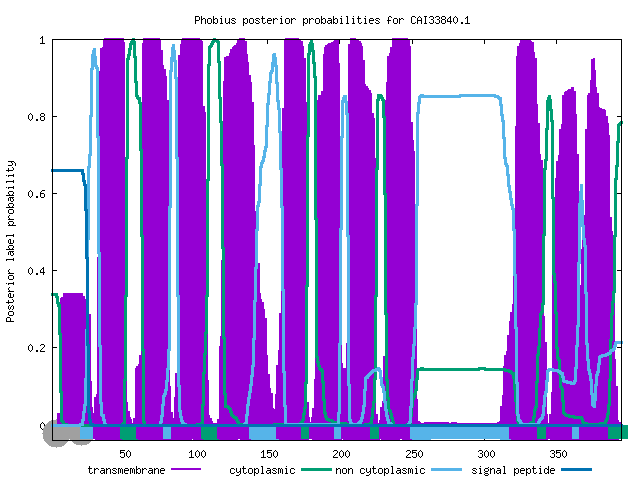 Phobius posterior probabilities for CAI33840.1
1
0.8
0.6
0.4
0.2
0
Posterior label probability
50 100 150 200 250 300 350
transmembrane cytoplasmic non cytoplasmic signal peptide